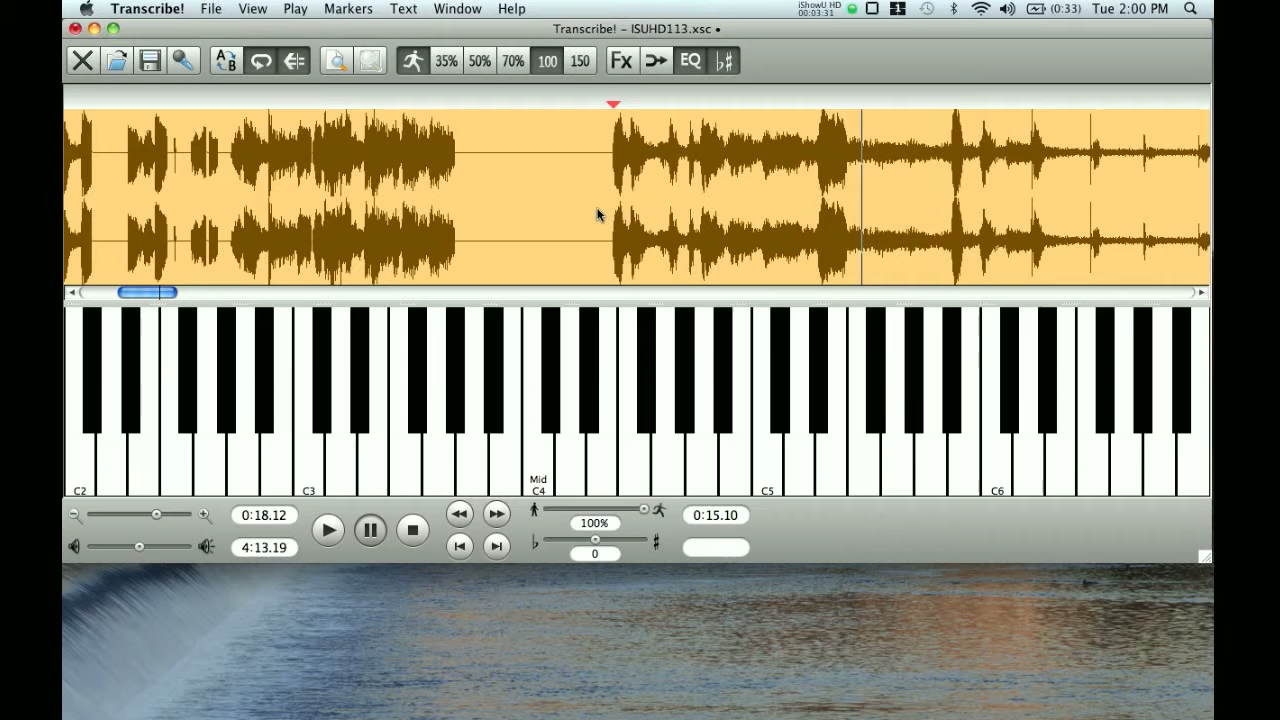 Transcribe! File Edit View Play Markers Text Window Help
iShowU HD
00:03:31
1
(0:33) Tue 2:00 PM
Transcribe! – ISUHD113.xsc •
A B 35% 50% 70% 100 150 Fx EQ ♭♯
Mid
C2 C3 C4 C5 C6
0:18.12 100% 0:15.10
4:13.19 ♭ ♯ 0